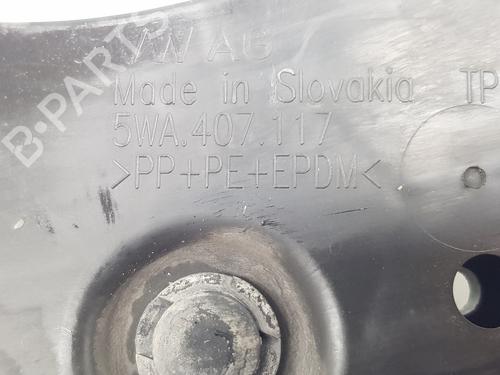 VW AG
Made in Slovakia TP
5WA.407.117
>PP+PE+EPDM<
B-PARTS